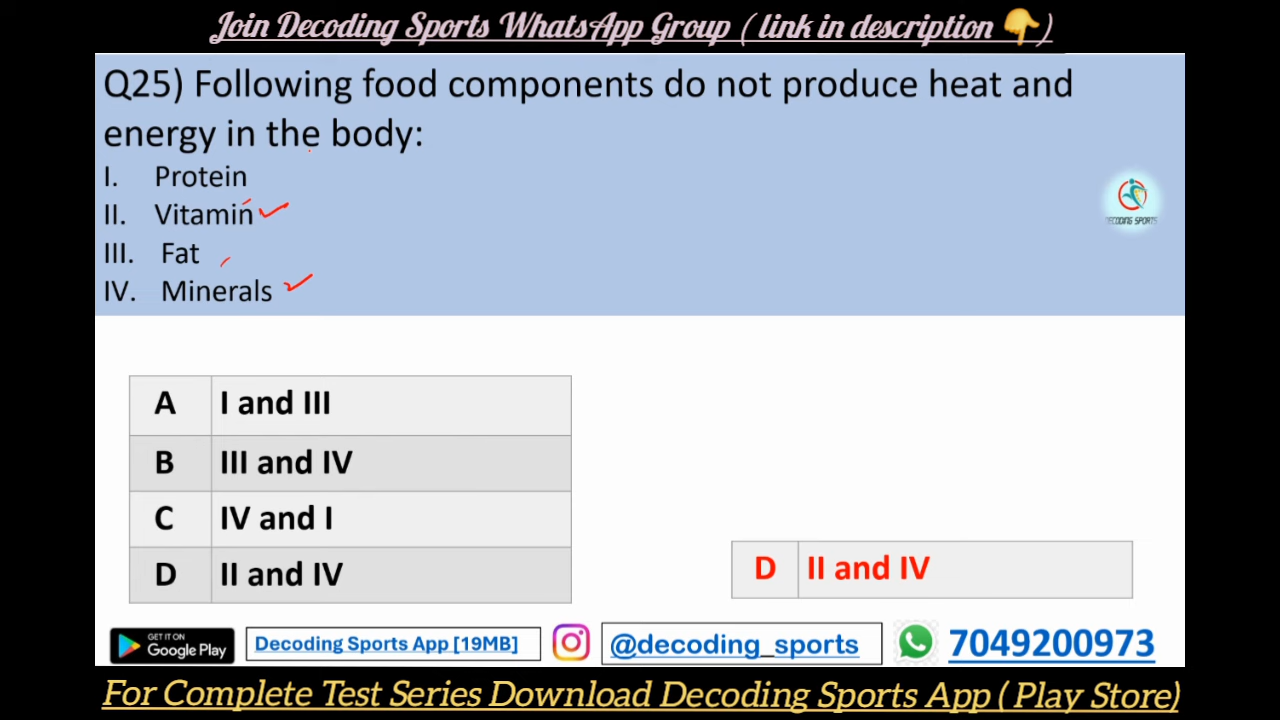 Join Decoding Sports WhatsApp Group ( link in description 👇)
Q25) Following food components do not produce heat and
energy in the body:
I. Protein
II. Vitamin
III. Fat
IV. Minerals
DECODING SPORTS
A I and III
B III and IV
C IV and I
D II and IV
D II and IV
GET IT ON
Google Play
Decoding Sports App [19MB]
@decoding_sports
7049200973
For Complete Test Series Download Decoding Sports App ( Play Store)